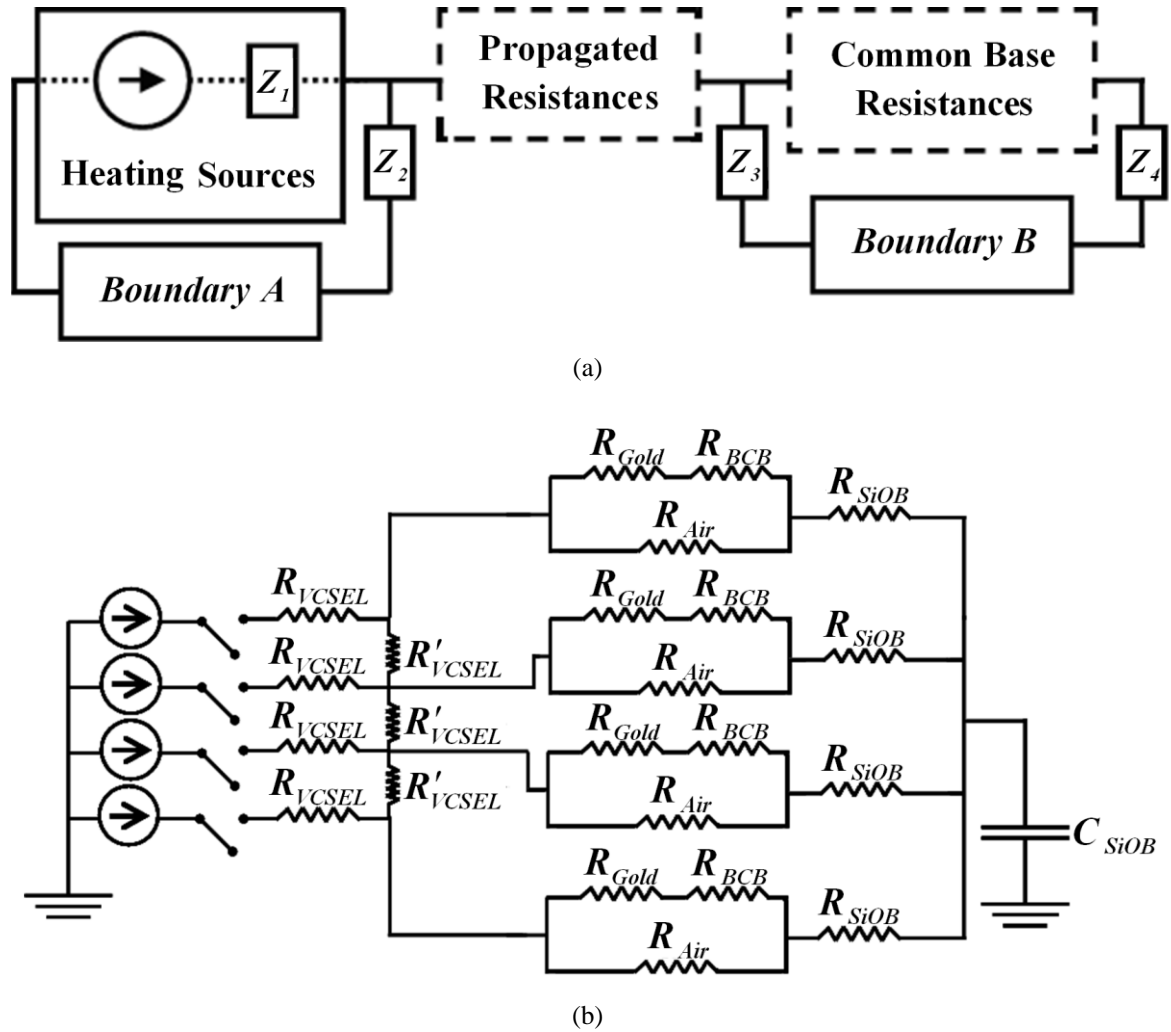 Propagated
Resistances
Common Base
Resistances
Z1
Heating Sources
Z2
Z3
Z4
Boundary A
Boundary B
(a)
RGold RBCB
RSiOB
RAir
RVCSEL
RGold RBCB
RSiOB
R'VCSEL
RAir
RVCSEL
RVCSEL
R'VCSEL
RGold RBCB
RSiOB
RVCSEL
R'VCSEL
RAir
CSiOB
RGold RBCB
RSiOB
RAir
(b)